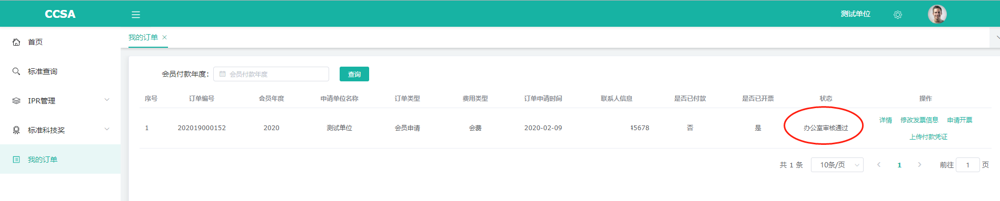 CCSA
测试单位
首页
标准查询
IPR管理
标准科技奖
我的订单
我的订单
会员付款年度: 会员付款年度 查询
序号 订单编号 会员年度 申请单位名称 订单类型 费用类型 订单申请时间 联系人信息 是否已付款 是否已开票 状态 操作
1 202019000152 2020 测试单位 会员申请 会费 2020-02-09 45678 否 是 办公室审核通过 详情 修改发票信息 申请开票
上传付款凭证
共 1 条 10条/页 1 前往 1 页